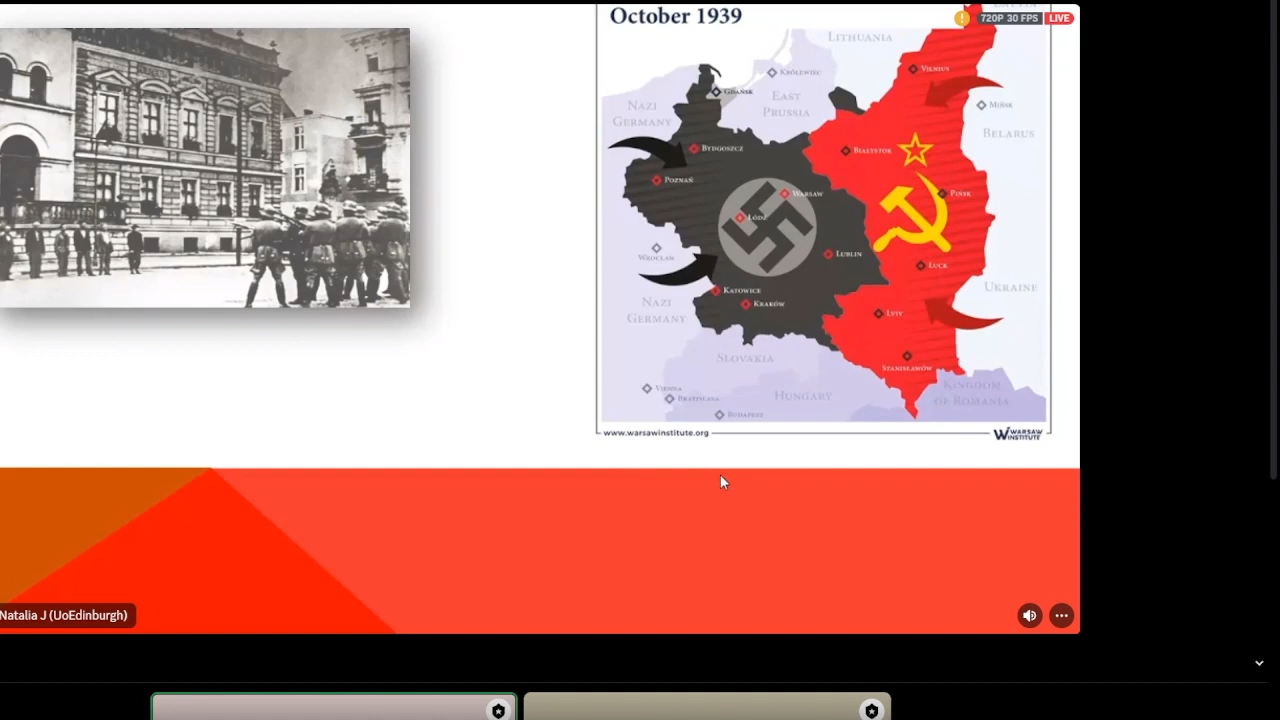 October 1939
720P 30 FPS LIVE
LITHUANIA
VILNIUS
KRÓLEWIEC
GDAŃSK
EAST
PRUSSIA
NAZI
GERMANY
MIŃSK
BELARUS
BYDGOSZCZ
BIAŁYSTOK
POZNAŃ
WARSAW
PIŃSK
ŁÓDŹ
WROCŁAW
LUBLIN
ŁUCK
KATOWICE
KRAKÓW
UKRAINE
NAZI
GERMANY
LVIV
SLOVAKIA
STANISŁAWÓW
VIENNA
BRATISLAVA
HUNGARY
KINGDOM
OF ROMANIA
BUDAPEST
www.warsawinstitute.org
WARSAW
INSTITUTE
Natalia J (UoEdinburgh)